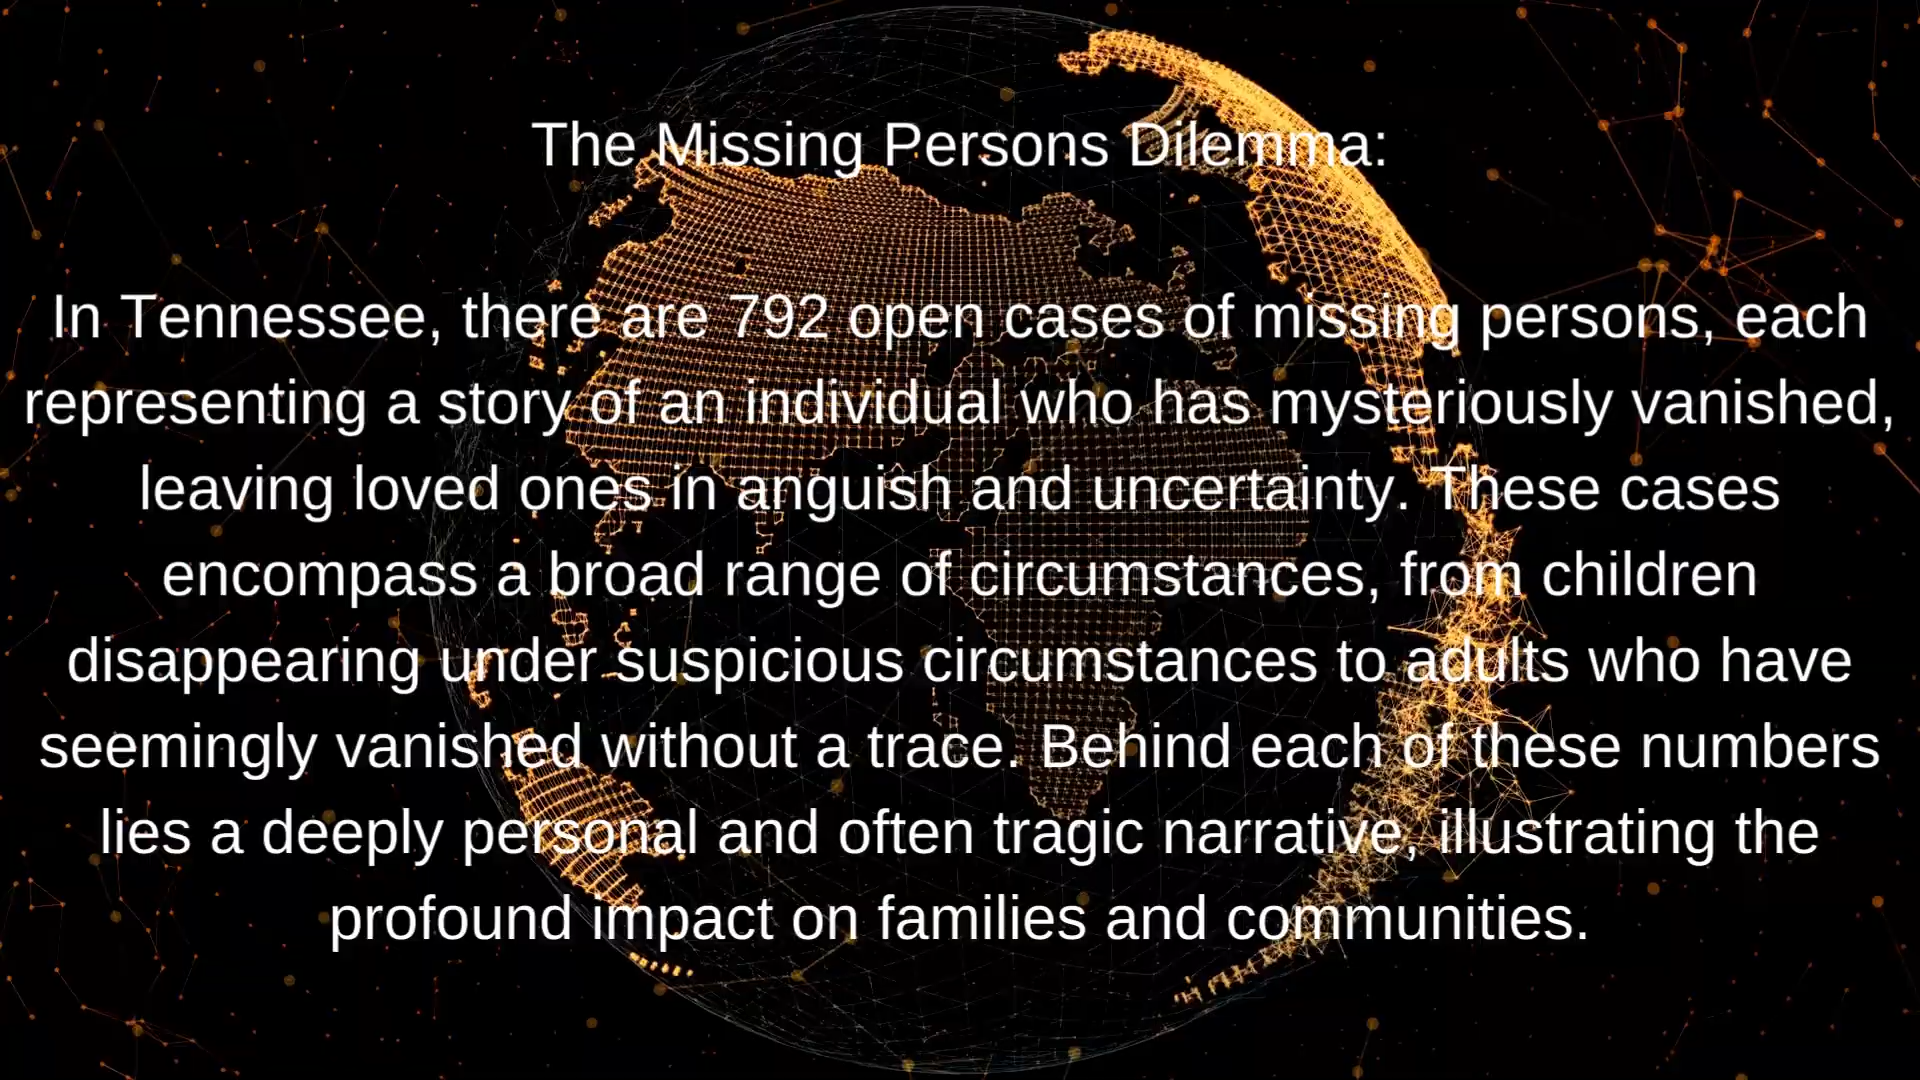 The Missing Persons Dilemma:
In Tennessee, there are 792 open cases of missing persons, each
representing a story of an individual who has mysteriously vanished,
leaving loved ones in anguish and uncertainty. These cases
encompass a broad range of circumstances, from children
disappearing under suspicious circumstances to adults who have
seemingly vanished without a trace. Behind each of these numbers
lies a deeply personal and often tragic narrative, illustrating the
profound impact on families and communities.